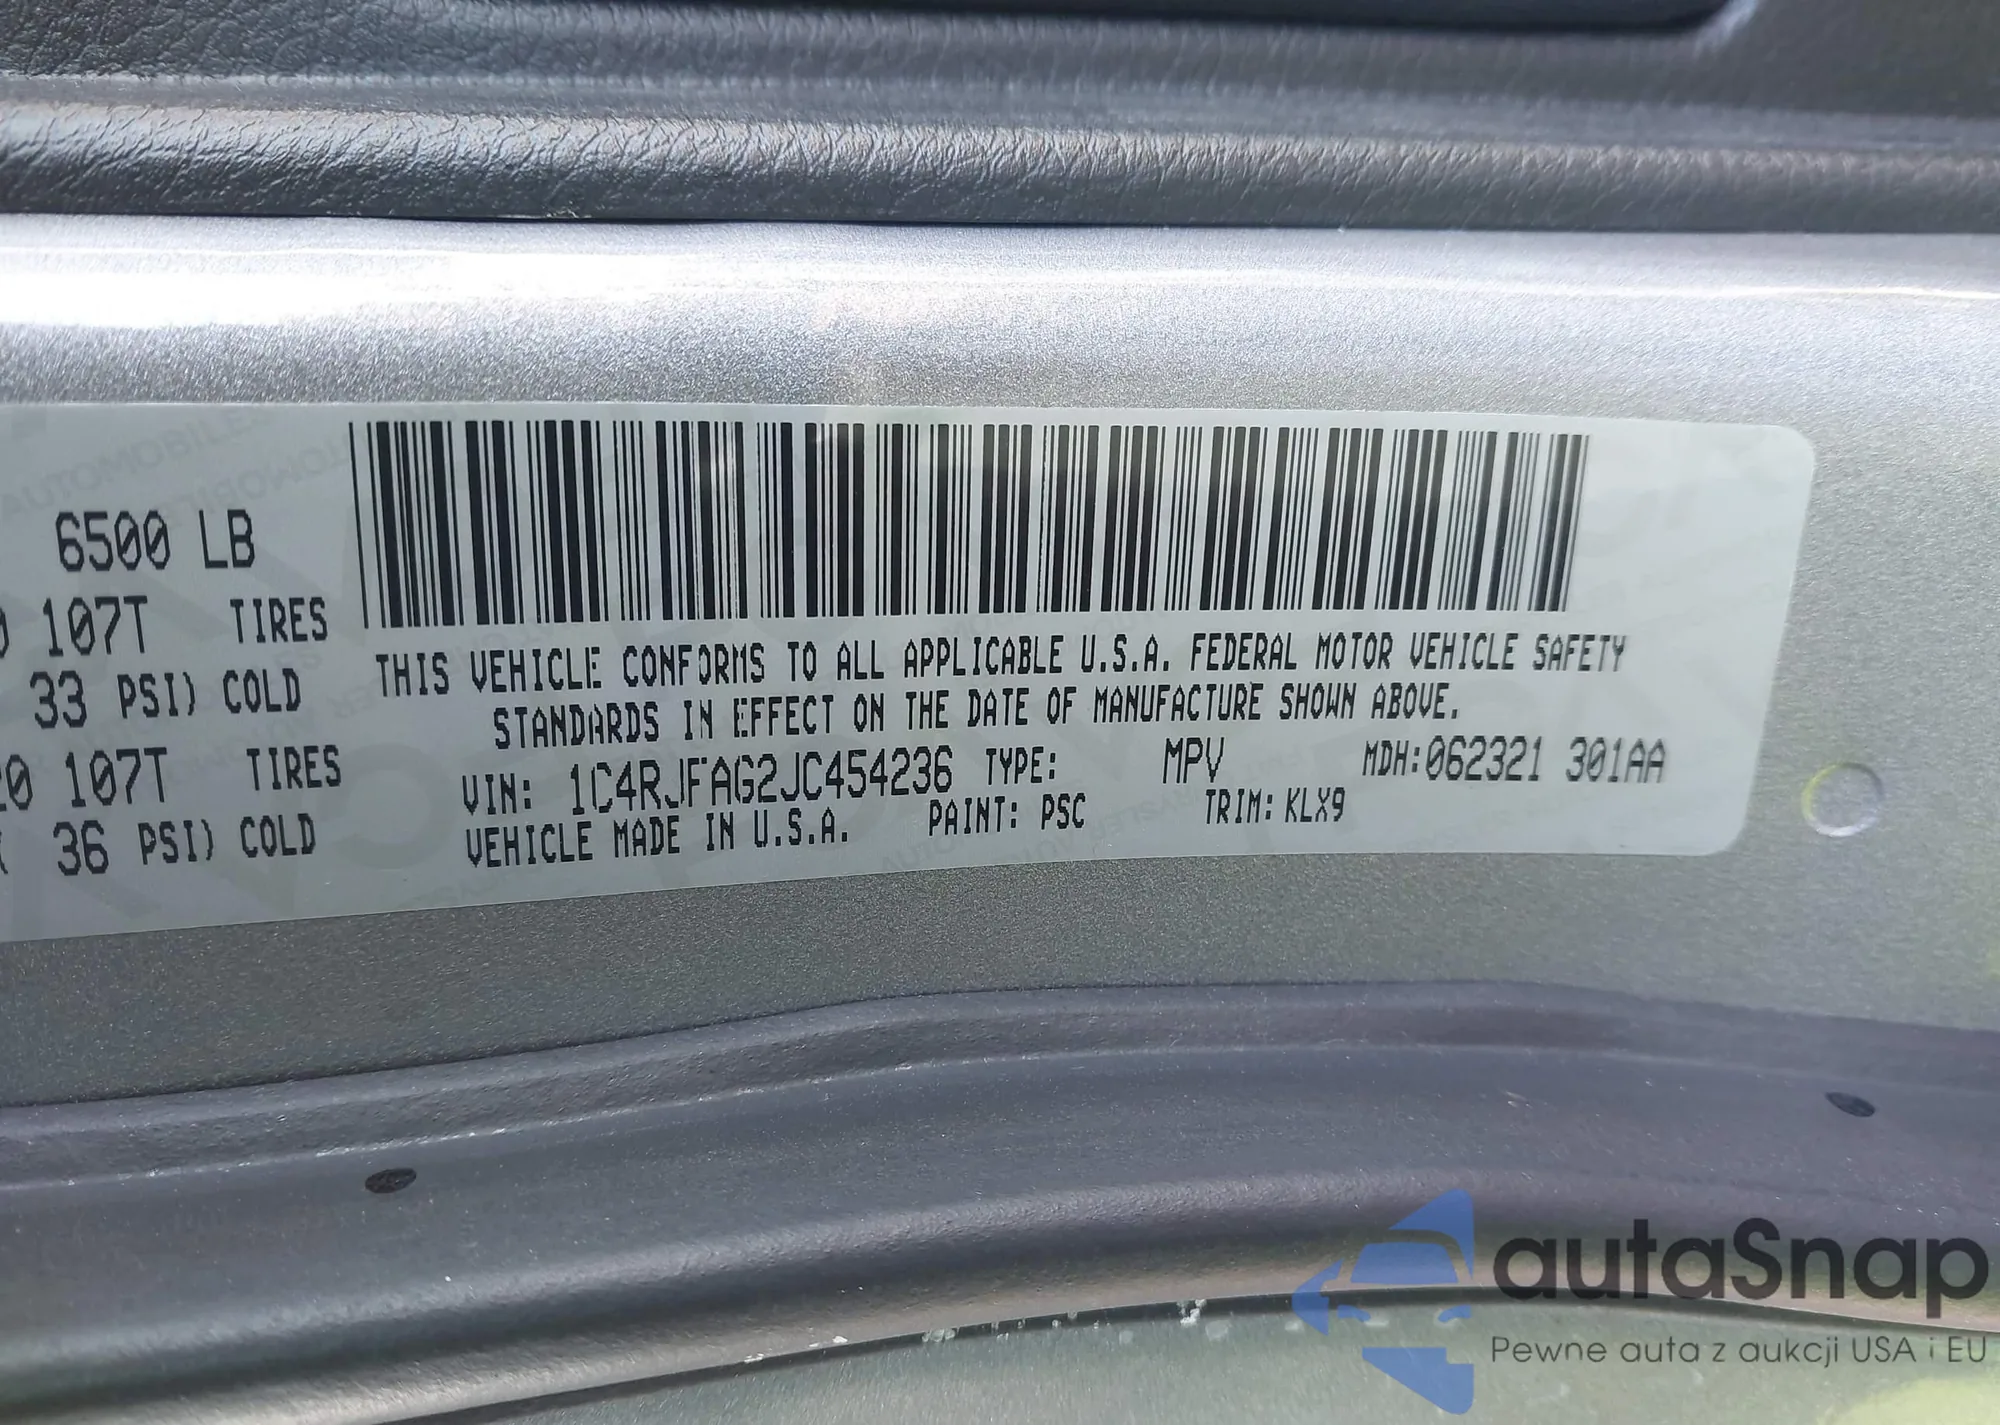 6500 LB
107T TIRES
33 PSI) COLD
20 107T TIRES
36 PSI) COLD
THIS VEHICLE CONFORMS TO ALL APPLICABLE U.S.A. FEDERAL MOTOR VEHICLE SAFETY
STANDARDS IN EFFECT ON THE DATE OF MANUFACTURE SHOWN ABOVE.
VIN: 1C4RJFAG2JC454236 TYPE: MPV MDH:062321 301AA
VEHICLE MADE IN U.S.A. PAINT: PSC TRIM: KLX9
autaSnap
Pewne auta z aukcji USA i EU